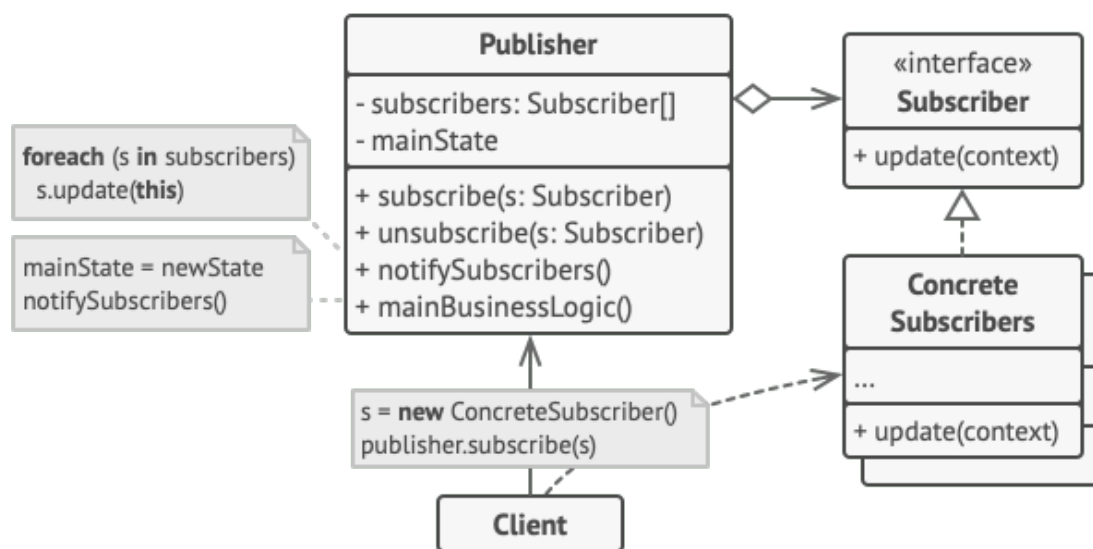 Publisher
- subscribers: Subscriber[]
- mainState
+ subscribe(s: Subscriber)
+ unsubscribe(s: Subscriber)
+ notifySubscribers()
+ mainBusinessLogic()
foreach (s in subscribers)
s.update(this)
mainState = newState
notifySubscribers()
«interface»
Subscriber
+ update(context)
Concrete
Subscribers
...
+ update(context)
s = new ConcreteSubscriber()
publisher.subscribe(s)
Client